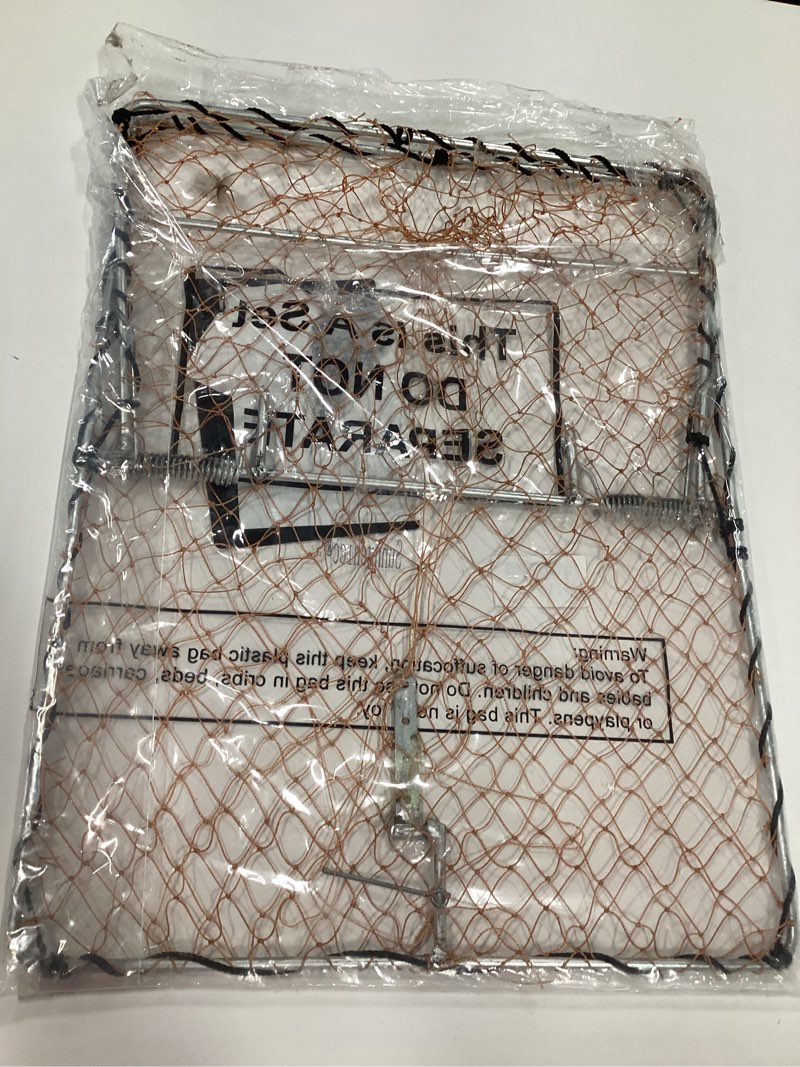 This is A Set
DO NOT
SEPARATE
Warning:
To avoid danger of suffocation, keep this plastic bag away from
babies and children. Do not use this bag in cribs, beds, carriages
or playpens. This bag is not a toy.